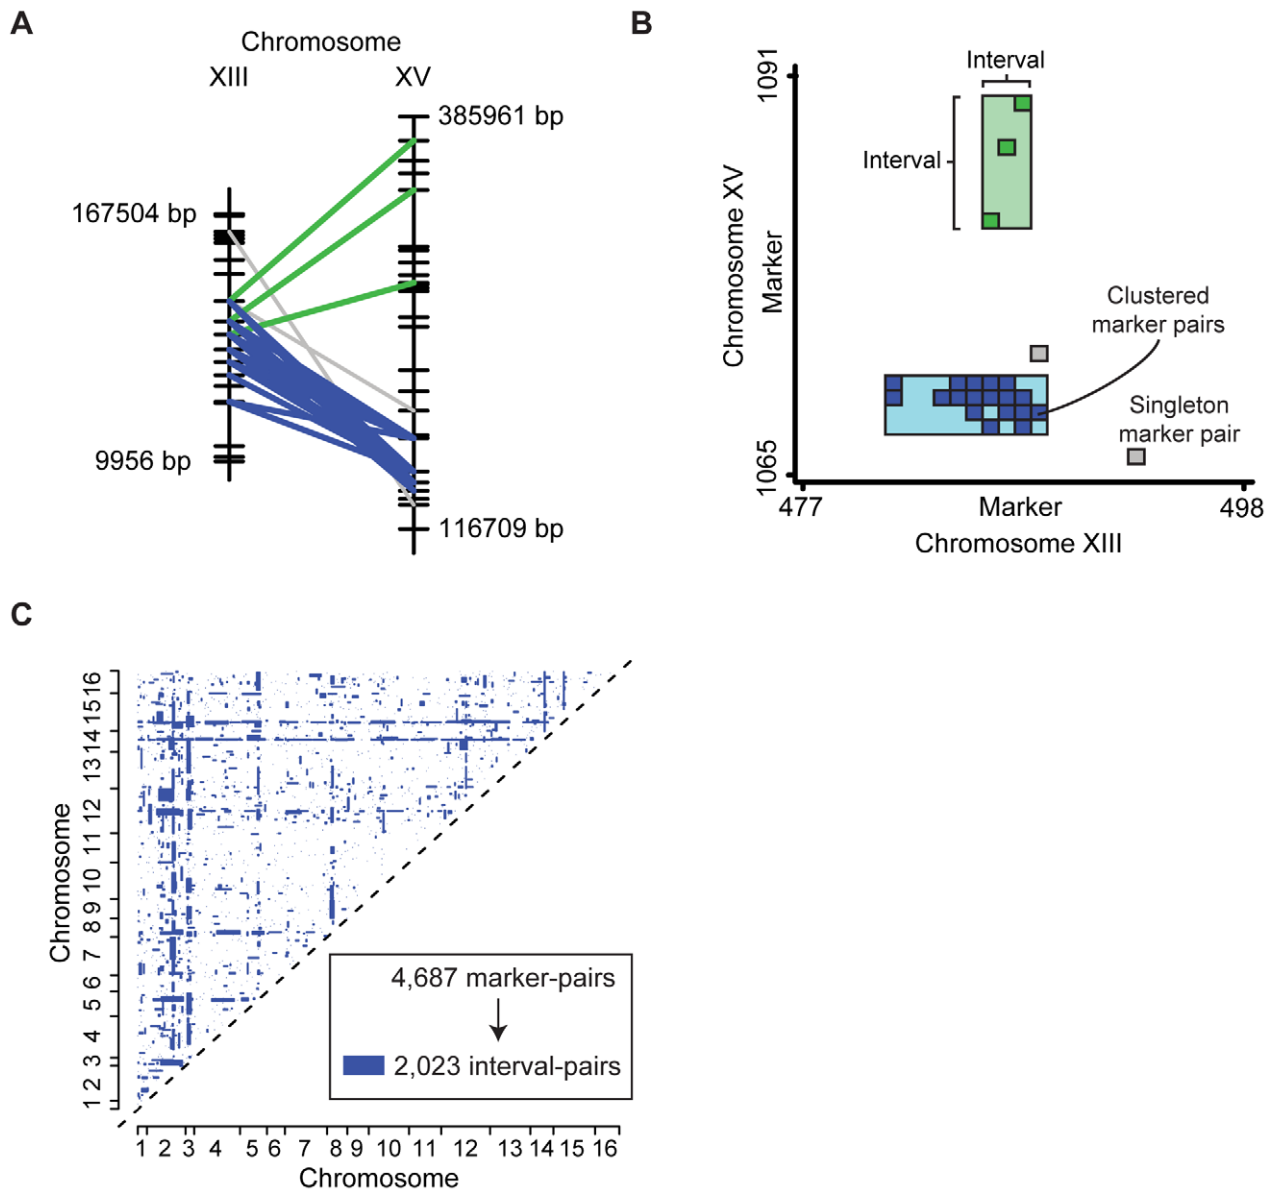 A
Chromosome
XIII
XV
385961 bp
167504 bp
9956 bp
116709 bp
B
1091
Interval
Interval
Chromosome XV
Marker
Clustered
marker pairs
Singleton
marker pair
1065
477
Marker
498
Chromosome XIII
C
Chromosome
1 2 3 4 5 6 7 8 9 10 11 12 13 14 15 16
4,687 marker-pairs
2,023 interval-pairs
1 2 3 4 5 6 7 8 9 10 11 12 13 14 15 16
Chromosome